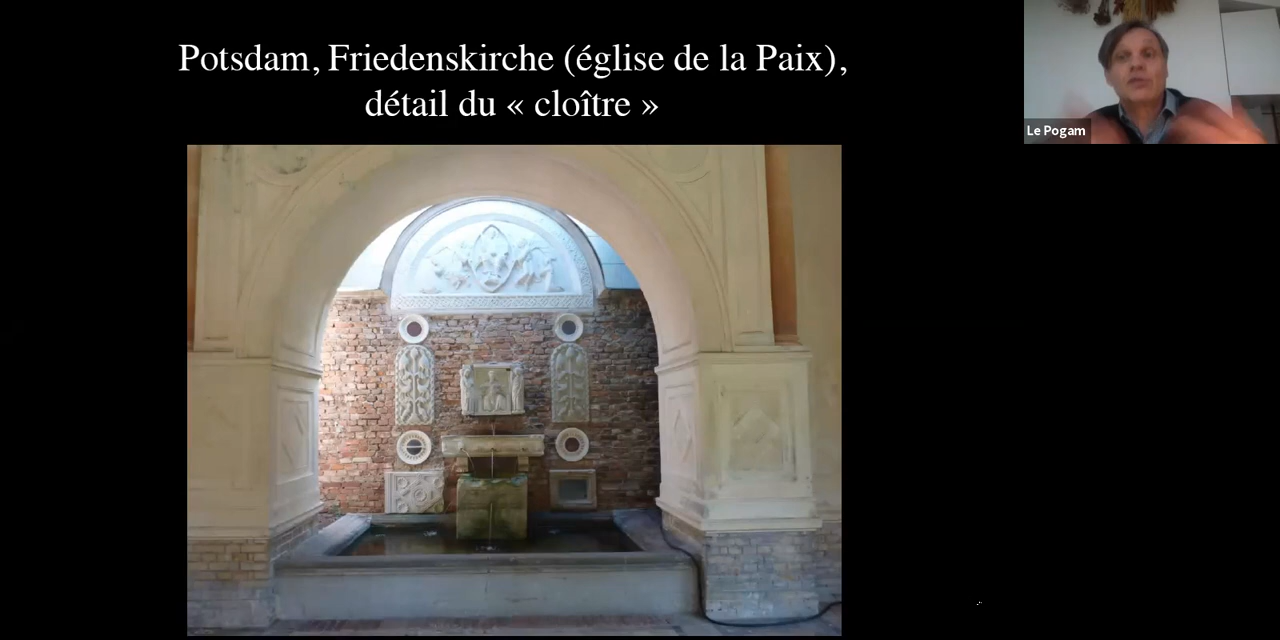 Potsdam, Friedenskirche (église de la Paix),
détail du « cloître »
Le Pogam